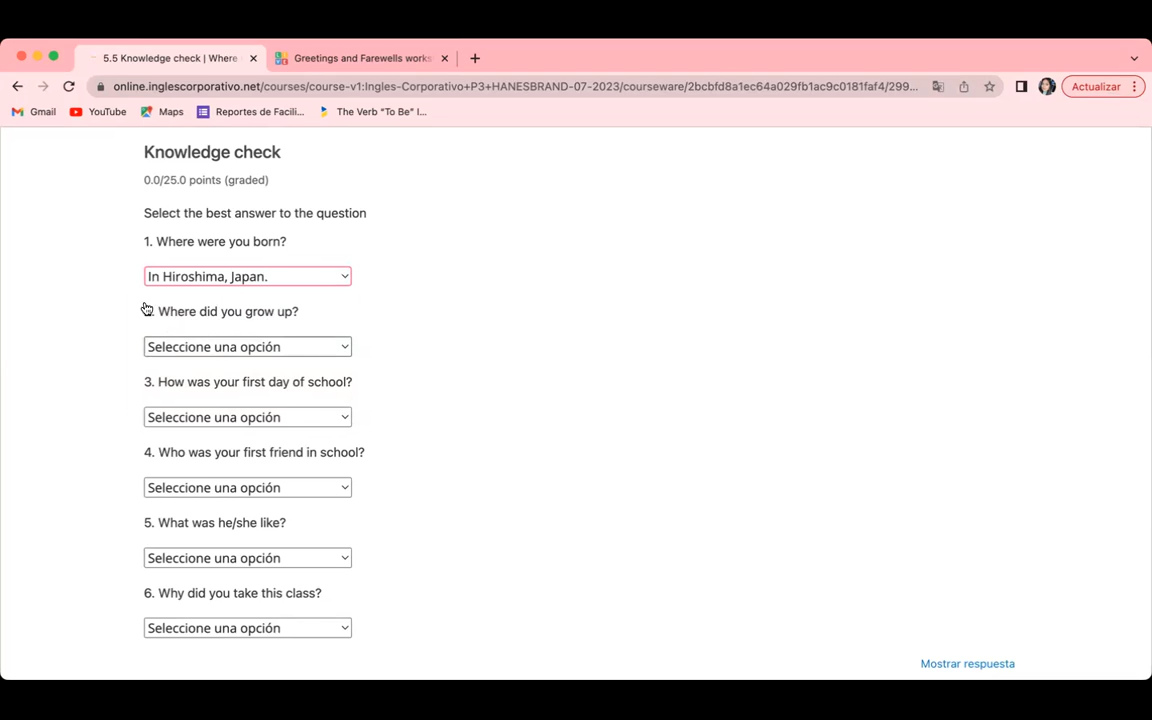 5.5 Knowledge check | Where
Greetings and Farewells works
online.inglescorporativo.net/courses/course-v1:Ingles-Corporativo+P3+HANESBRAND-07-2023/courseware/2bcbfd8a1ec64a029fb1ac9c0181faf4/299...
Actualizar
Gmail
YouTube
Maps
Reportes de Facili...
The Verb "To Be" I...
Knowledge check
0.0/25.0 points (graded)
Select the best answer to the question
1. Where were you born?
In Hiroshima, Japan.
Where did you grow up?
Seleccione una opción
3. How was your first day of school?
Seleccione una opción
4. Who was your first friend in school?
Seleccione una opción
5. What was he/she like?
Seleccione una opción
6. Why did you take this class?
Seleccione una opción
Mostrar respuesta